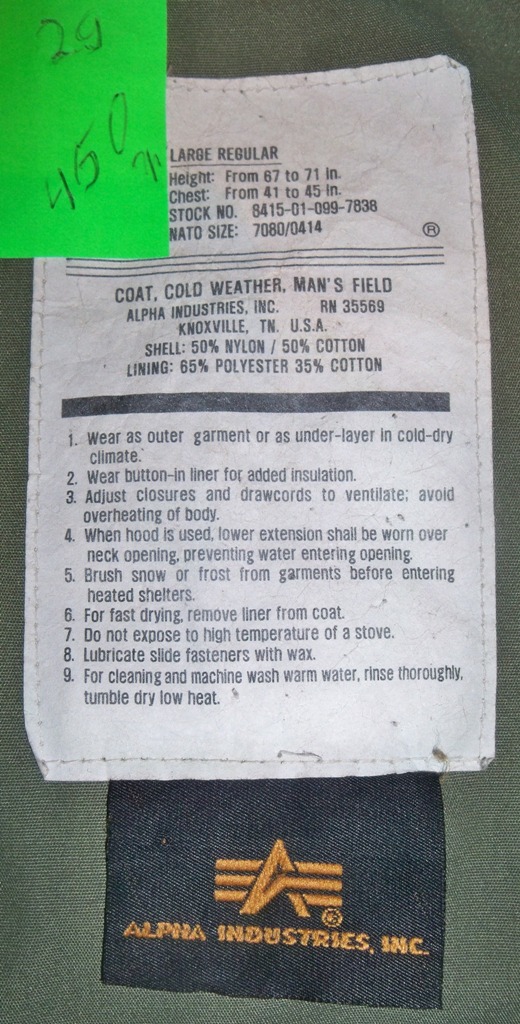 29
450
LARGE REGULAR
Height: From 67 to 71 In.
Chest: From 41 to 45 In.
STOCK NO. 8415-01-099-7838
NATO SIZE: 7080/0414
®
COAT, COLD WEATHER, MAN'S FIELD
ALPHA INDUSTRIES, INC. RN 35569
KNOXVILLE, TN. U.S.A.
SHELL: 50% NYLON / 50% COTTON
LINING: 65% POLYESTER 35% COTTON
1. Wear as outer garment or as under-layer in cold-dry
climate.
2. Wear button-in liner for added insulation.
3. Adjust closures and drawcords to ventilate; avoid
overheating of body.
4. When hood is used, lower extension shall be worn over
neck opening, preventing water entering opening.
5. Brush snow or frost from garments before entering
heated shelters.
6. For fast drying, remove liner from coat.
7. Do not expose to high temperature of a stove.
8. Lubricate slide fasteners with wax.
9. For cleaning and machine wash warm water, rinse thoroughly,
tumble dry low heat.
®
ALPHA INDUSTRIES, INC.